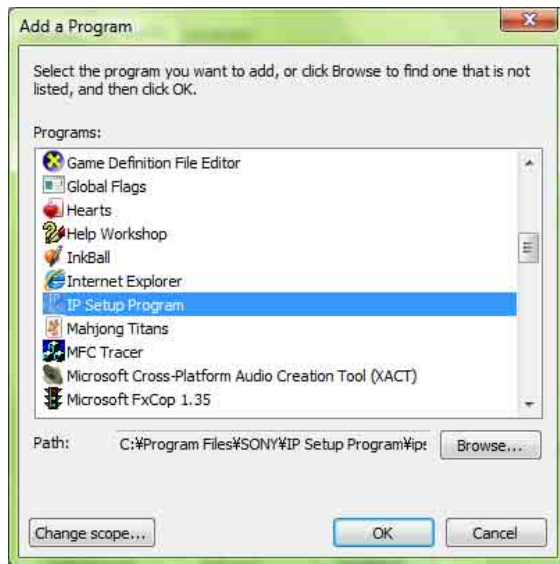 Add a Program
Select the program you want to add, or click Browse to find one that is not
listed, and then click OK.
Programs:
Game Definition File Editor
Global Flags
Hearts
Help Workshop
InkBall
Internet Explorer
IP Setup Program
Mahjong Titans
MFC Tracer
Microsoft Cross-Platform Audio Creation Tool (XACT)
Microsoft FxCop 1.35
Path: C:¥Program Files¥SONY¥IP Setup Program¥ips Browse...
Change scope... OK Cancel